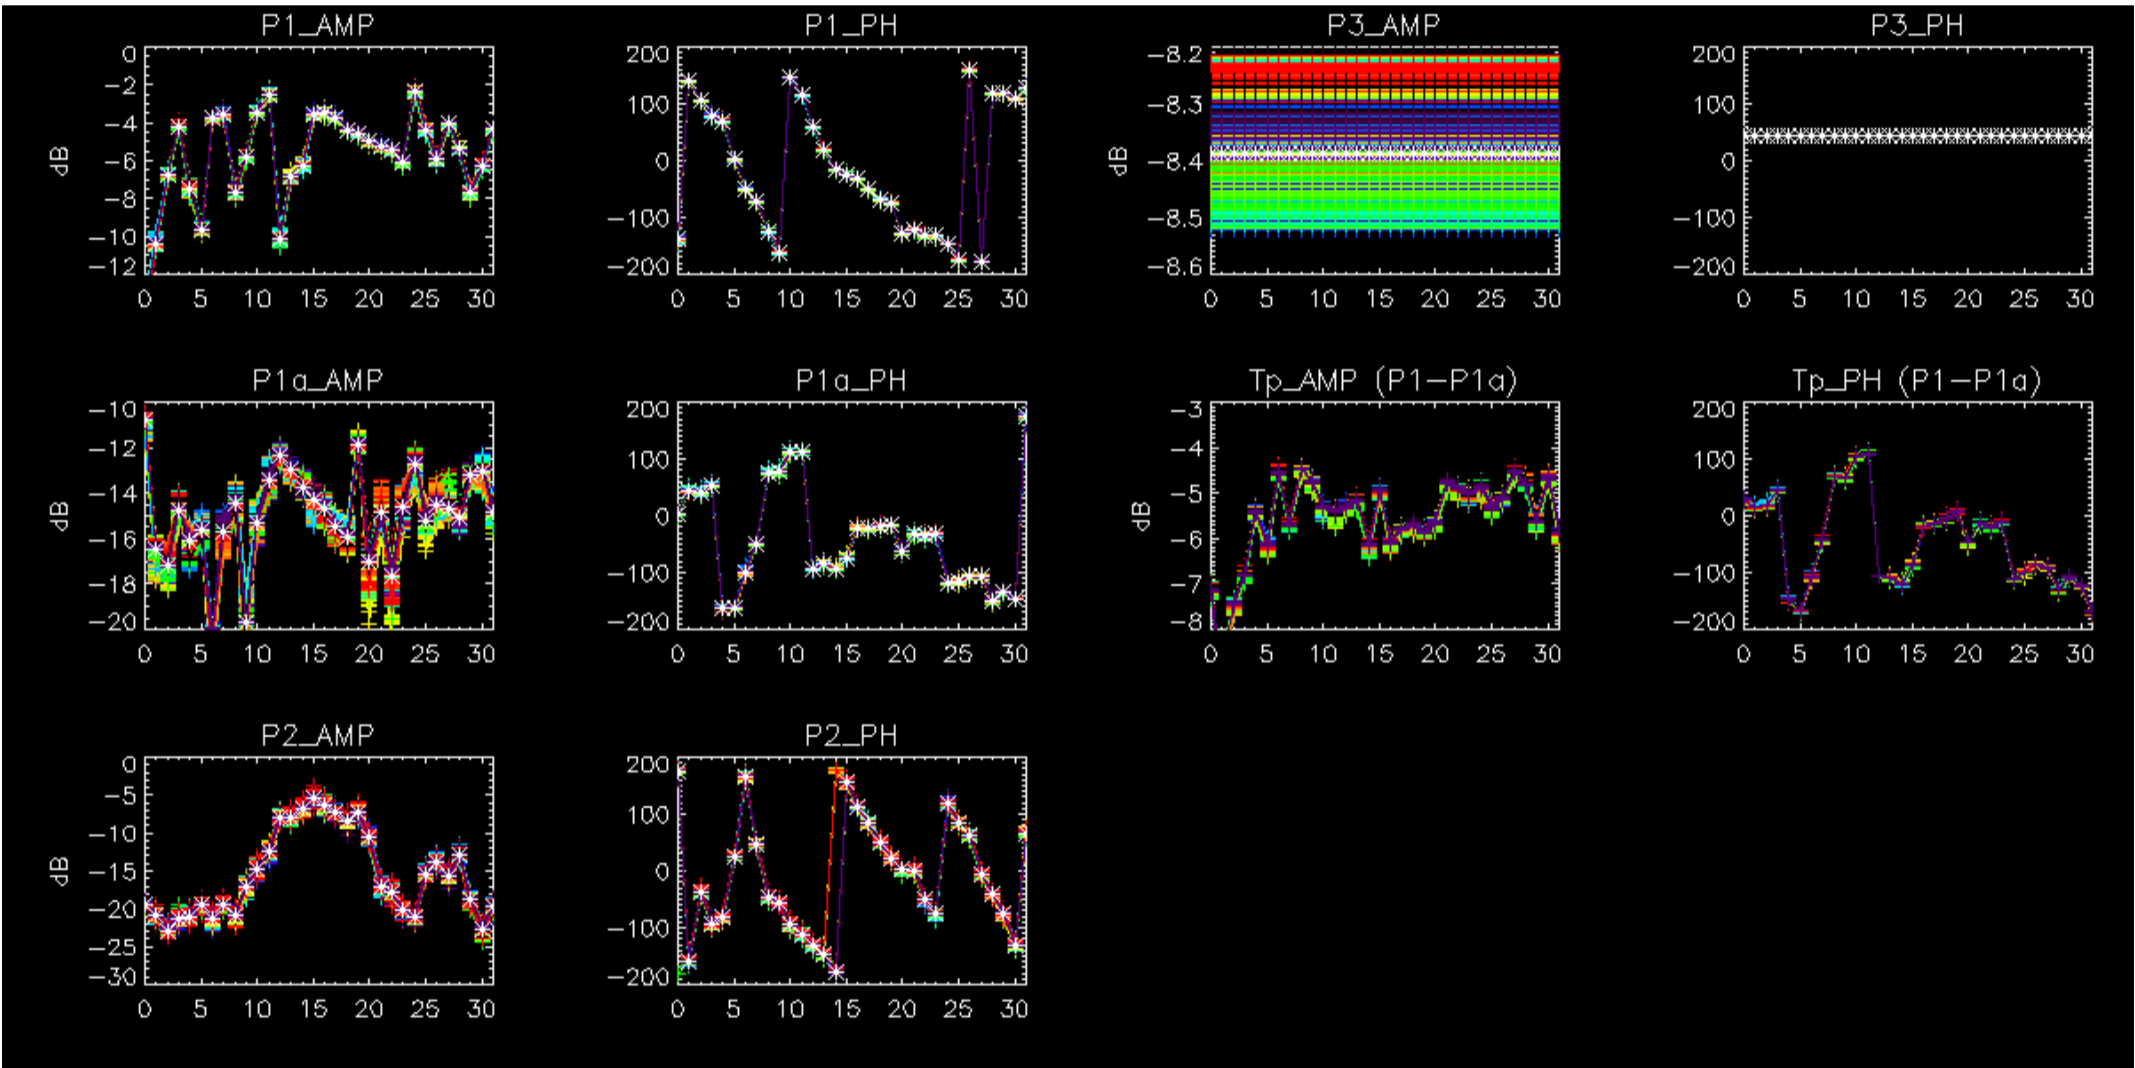 P1_AMP
dB
0
−2
−4
−6
−8
−10
−12
0 5 10 15 20 25 30
P1_PH
200
100
0
−100
−200
0 5 10 15 20 25 30
P3_AMP
dB
−8.2
−8.3
−8.4
−8.5
−8.6
0 5 10 15 20 25 30
P3_PH
200
100
0
−100
−200
0 5 10 15 20 25 30
P1a_AMP
dB
−10
−12
−14
−16
−18
−20
0 5 10 15 20 25 30
P1a_PH
200
100
0
−100
−200
0 5 10 15 20 25 30
Tp_AMP (P1−P1a)
dB
−3
−4
−5
−6
−7
−8
0 5 10 15 20 25 30
Tp_PH (P1−P1a)
200
100
0
−100
−200
0 5 10 15 20 25 30
P2_AMP
dB
0
−5
−10
−15
−20
−25
−30
0 5 10 15 20 25 30
P2_PH
200
100
0
−100
−200
0 5 10 15 20 25 30